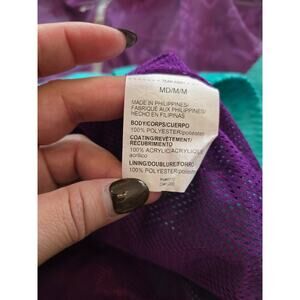 MD/M/M
MADE IN PHILIPPINES/
FABRIQUÉ AUX PHILIPPINES/
HECHO EN FILIPINAS
BODY/CORPS/CUERPO
100% POLYESTER/poliéster
COATING/REVÊTEMENT/
RECUBRIMIENTO
100% ACRYLIC/ACRYLIQUE/
acrílico
LINING/DOUBLURE/FORRO
100% POLYESTER/poliéster